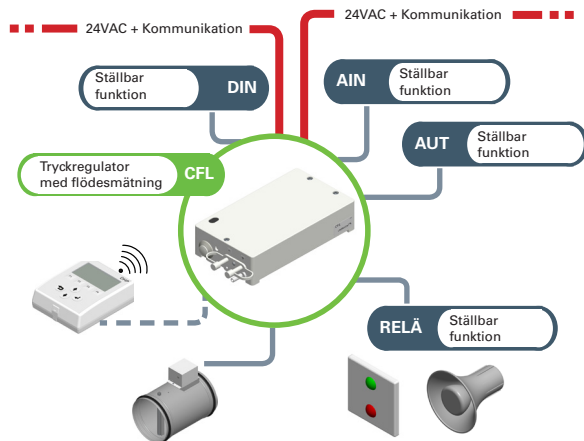 24VAC + Kommunikation
24VAC + Kommunikation
Ställbar
funktion
DIN
AIN
Ställbar
funktion
AUT
Ställbar
funktion
Tryckregulator
med flödesmätning
CFL
RELÄ
Ställbar
funktion